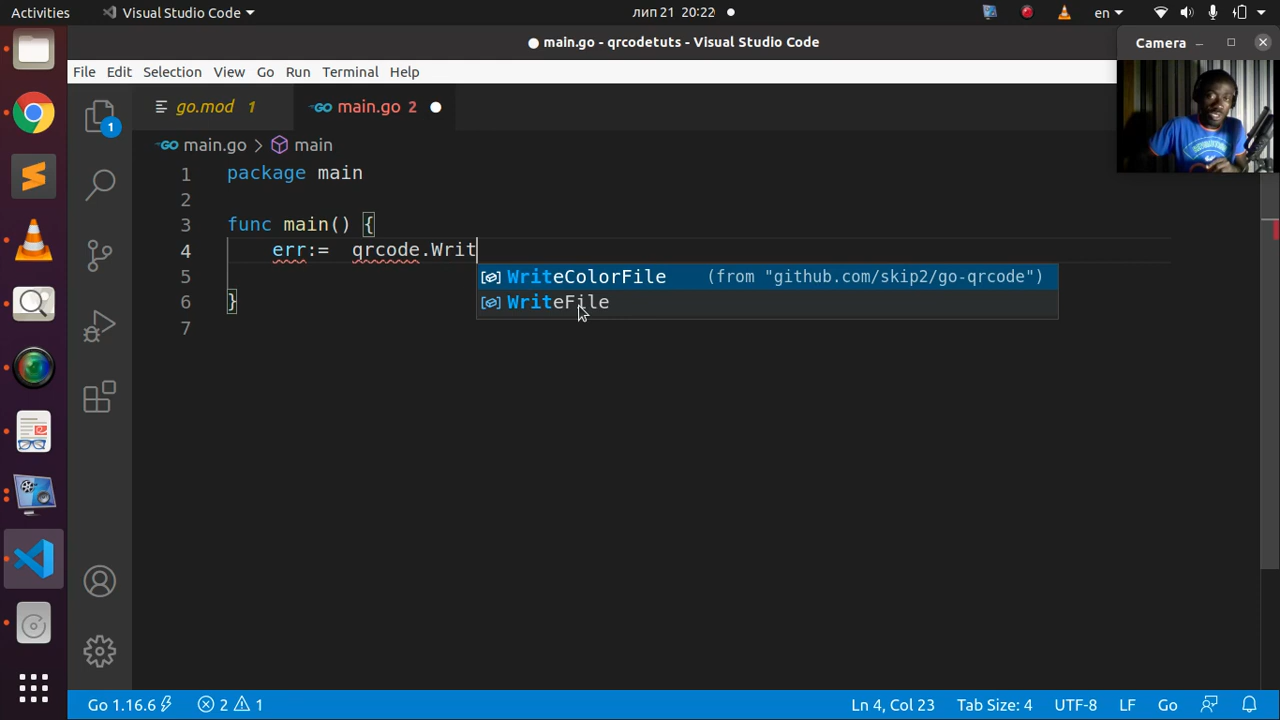 Activities
Visual Studio Code
лип 21 20:22
en
main.go - qrcodetuts - Visual Studio Code
Camera
File Edit Selection View Go Run Terminal Help
go.mod 1
GO main.go 2
GO main.go > main
1 package main
2
3 func main() {
4 err:= qrcode.Writ
WriteColorFile (from "github.com/skip2/go-qrcode")
5
WriteFile
6 }
7
1
Go 1.16.6 2 1
Ln 4, Col 23 Tab Size: 4 UTF-8 LF Go